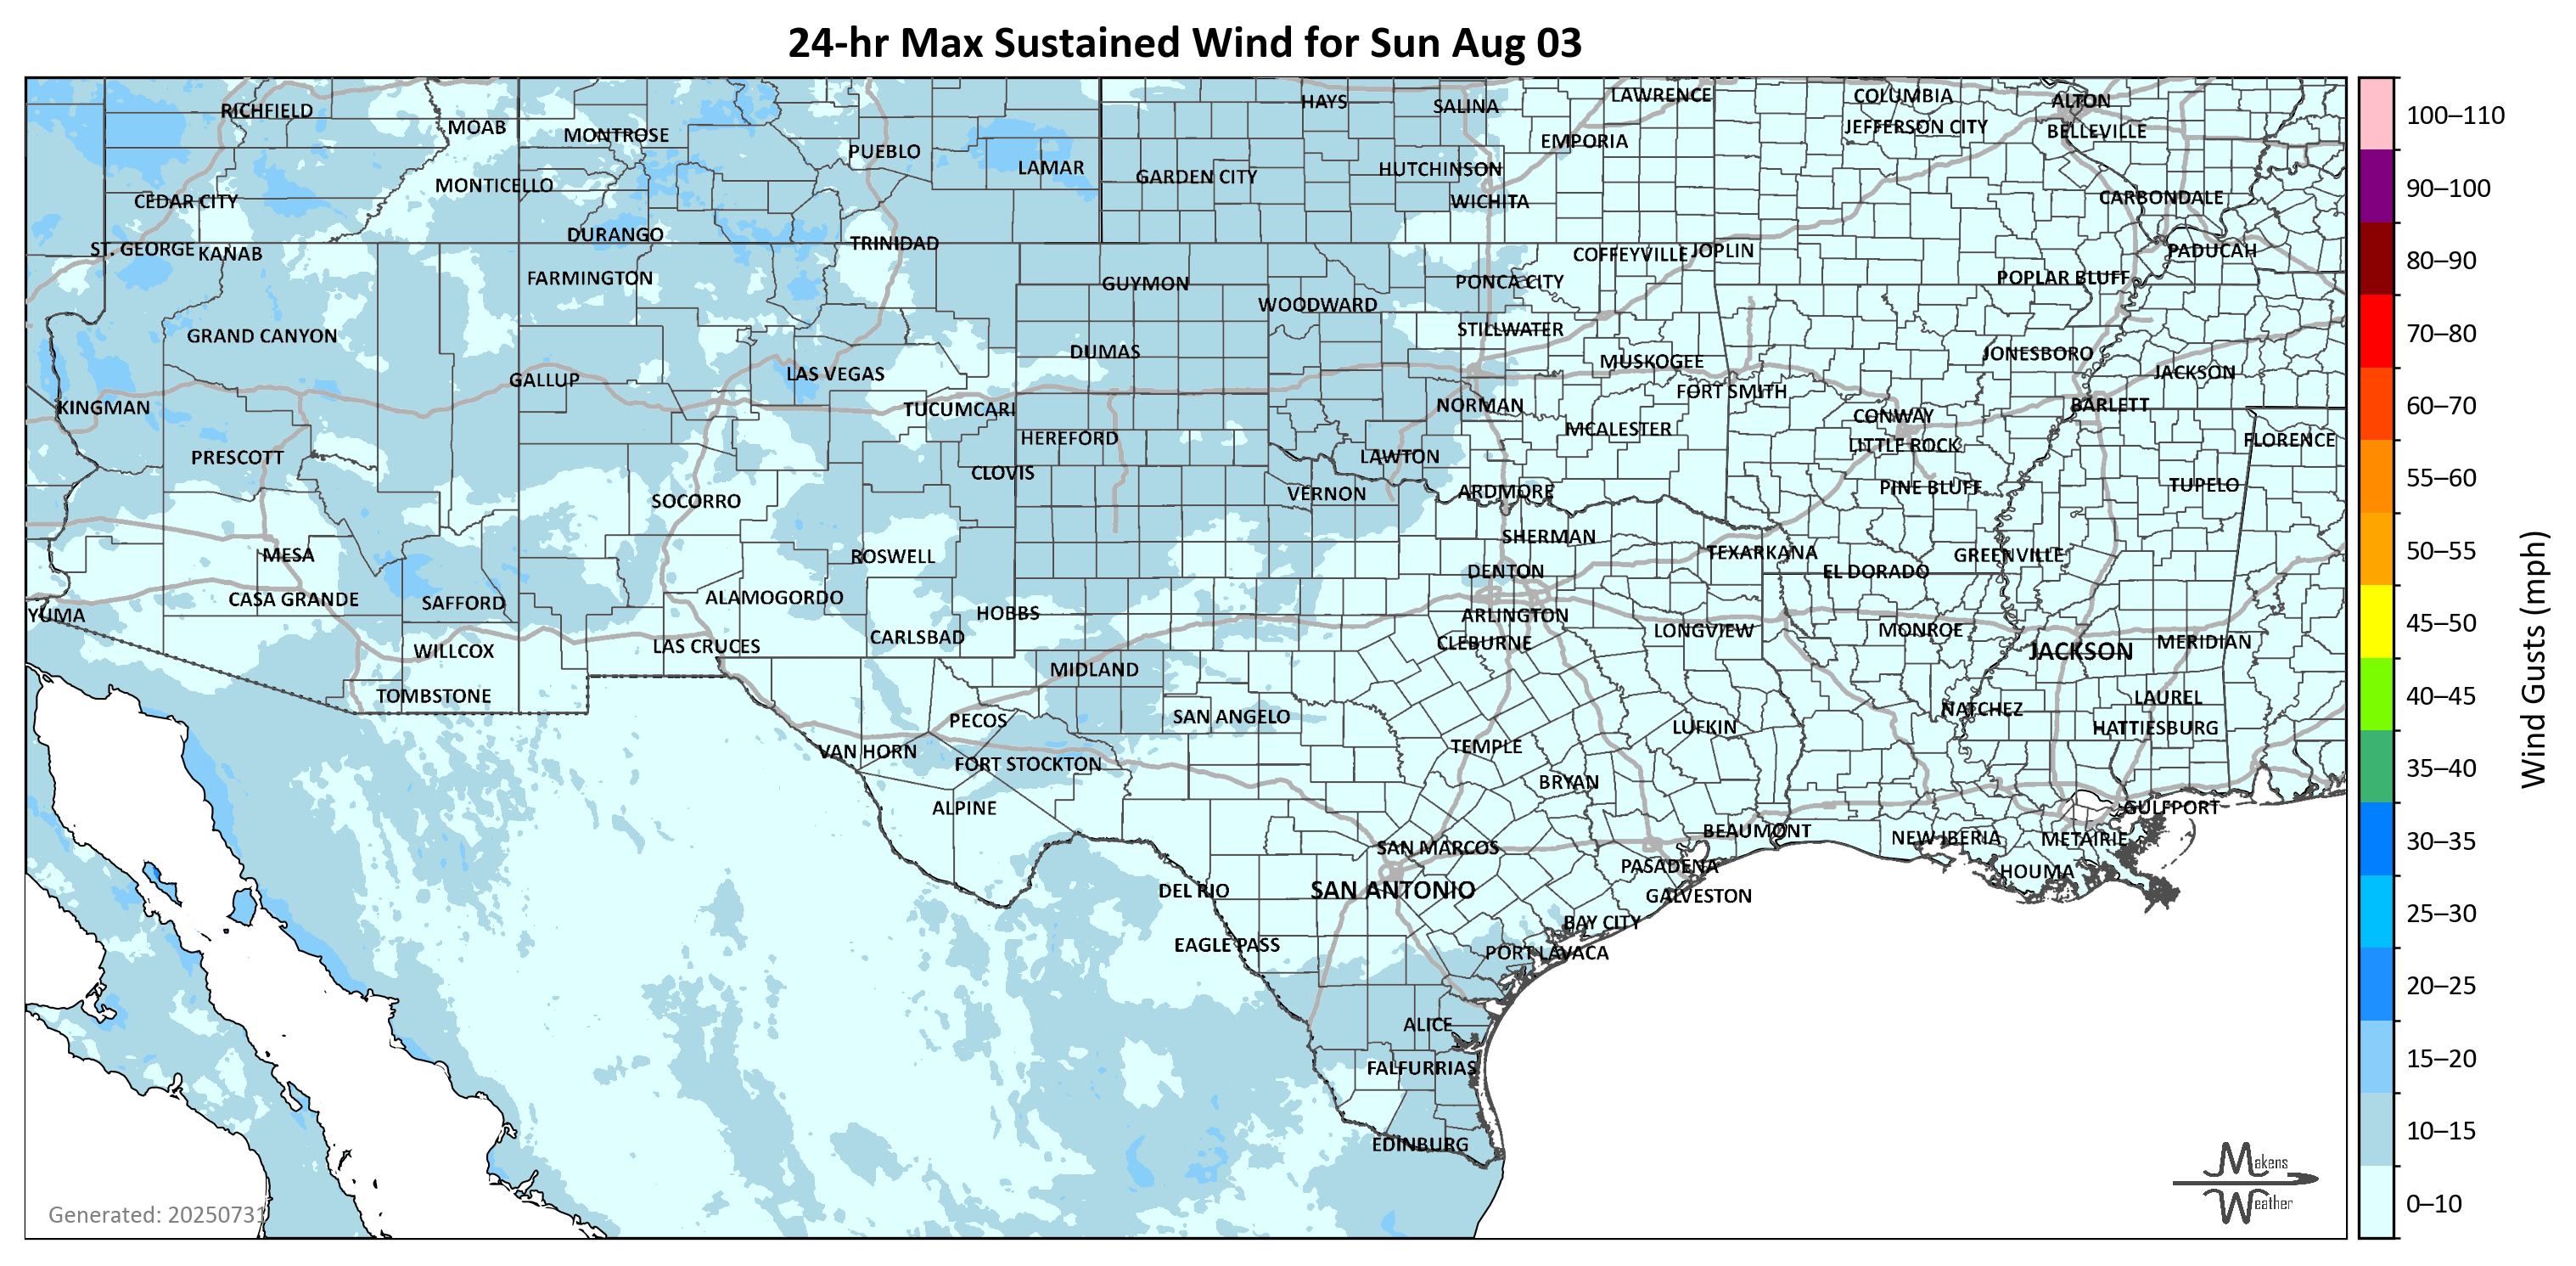 24-hr Max Sustained Wind for Sun Aug 03
RICHFIELD
MOAB
MONTROSE
PUEBLO
LAMAR
HAYS
SALINA
LAWRENCE
EMPORIA
COLUMBIA
JEFFERSON CITY
ALTON
BELLEVILLE
MONTICELLO
GARDEN CITY
HUTCHINSON
WICHITA
CEDAR CITY
CARBONDALE
ST. GEORGE
KANAB
DURANGO
TRINIDAD
COFFEYVILLE
JOPLIN
PADUCAH
FARMINGTON
GUYMON
PONCA CITY
POPLAR BLUFF
WOODWARD
GRAND CANYON
STILLWATER
DUMAS
MUSKOGEE
JONESBORO
GALLUP
LAS VEGAS
JACKSON
FORT SMITH
KINGMAN
TUCUMCARI
NORMAN
BARLETT
CONWAY
MCALESTER
HEREFORD
LITTLE ROCK
FLORENCE
PRESCOTT
CLOVIS
LAWTON
SOCORRO
VERNON
ARDMORE
PINE BLUFF
TUPELO
SHERMAN
MESA
ROSWELL
TEXARKANA
GREENVILLE
DENTON
EL DORADO
CASA GRANDE
SAFFORD
ALAMOGORDO
HOBBS
YUMA
ARLINGTON
CARLSBAD
CLEBURNE
LONGVIEW
MONROE
JACKSON
MERIDIAN
WILLCOX
LAS CRUCES
MIDLAND
TOMBSTONE
LAUREL
PECOS
SAN ANGELO
NATCHEZ
LUFKIN
HATTIESBURG
VAN HORN
TEMPLE
FORT STOCKTON
BRYAN
ALPINE
GULFPORT
BEAUMONT
NEW IBERIA
METAIRIE
SAN MARCOS
PASADENA
HOUMA
DEL RIO
SAN ANTONIO
GALVESTON
BAY CITY
EAGLE PASS
PORT LAVACA
ALICE
FALFURRIAS
EDINBURG
Generated: 20250731
Makens
Weather
100–110
90–100
80–90
70–80
60–70
55–60
50–55
45–50
40–45
35–40
30–35
25–30
20–25
15–20
10–15
0–10
Wind Gusts (mph)